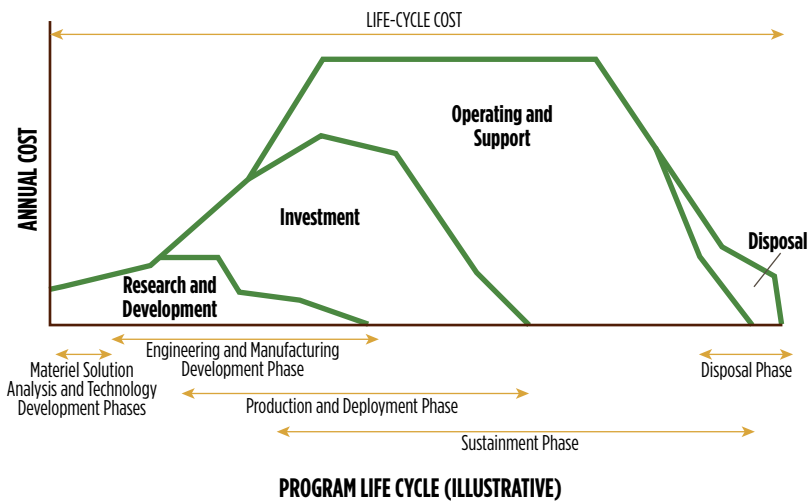 LIFE-CYCLE COST
ANNUAL COST
Operating and
Support
Investment
Disposal
Research and
Development
Engineering and Manufacturing
Development Phase
Materiel Solution
Analysis and Technology
Development Phases
Disposal Phase
Production and Deployment Phase
Sustainment Phase
PROGRAM LIFE CYCLE (ILLUSTRATIVE)